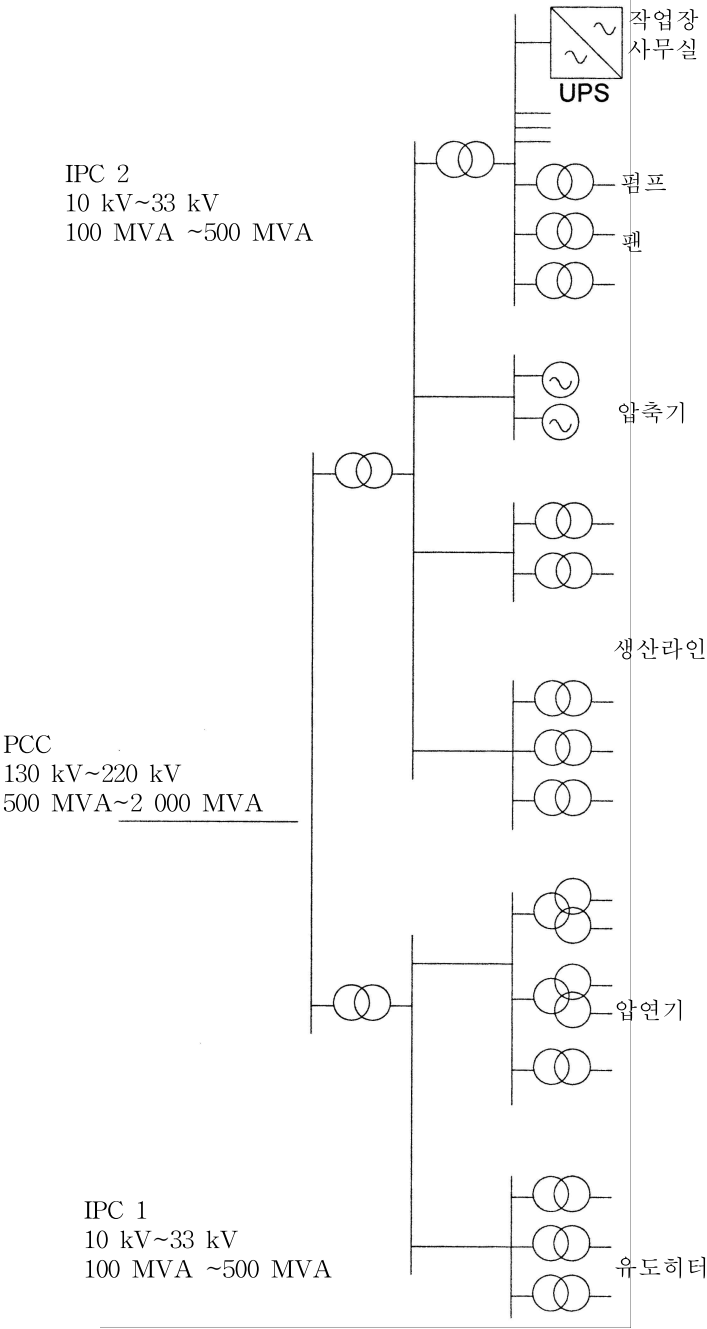 작업장
사무실
UPS
IPC 2
10 kV~33 kV
100 MVA ~500 MVA
펌프
팬
압축기
생산라인
PCC
130 kV~220 kV
500 MVA~2 000 MVA
압연기
IPC 1
10 kV~33 kV
100 MVA ~500 MVA
유도히터